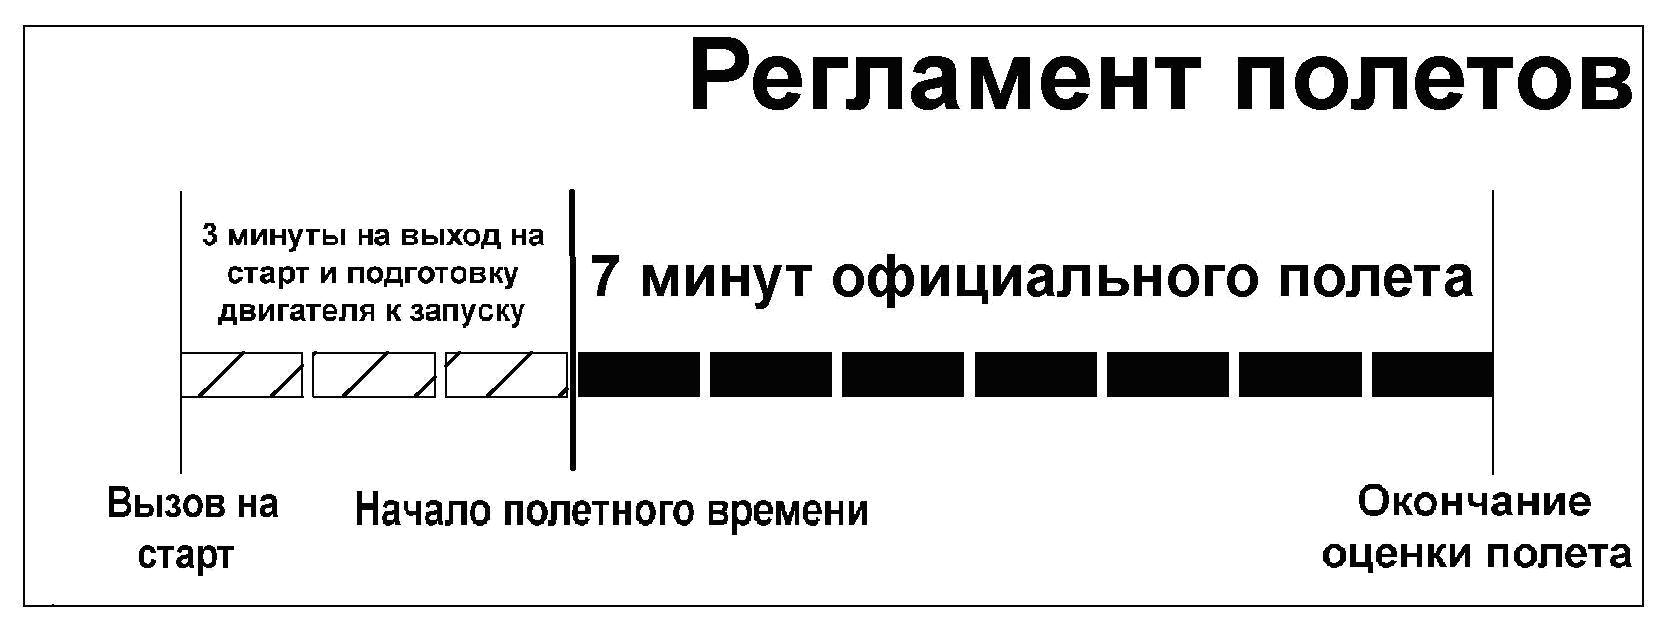 Регламент полетов
3 минуты на выход на
старт и подготовку
двигателя к запуску
7 минут официального полета
Вызов на
старт
Начало полетного времени
Окончание
оценки полета